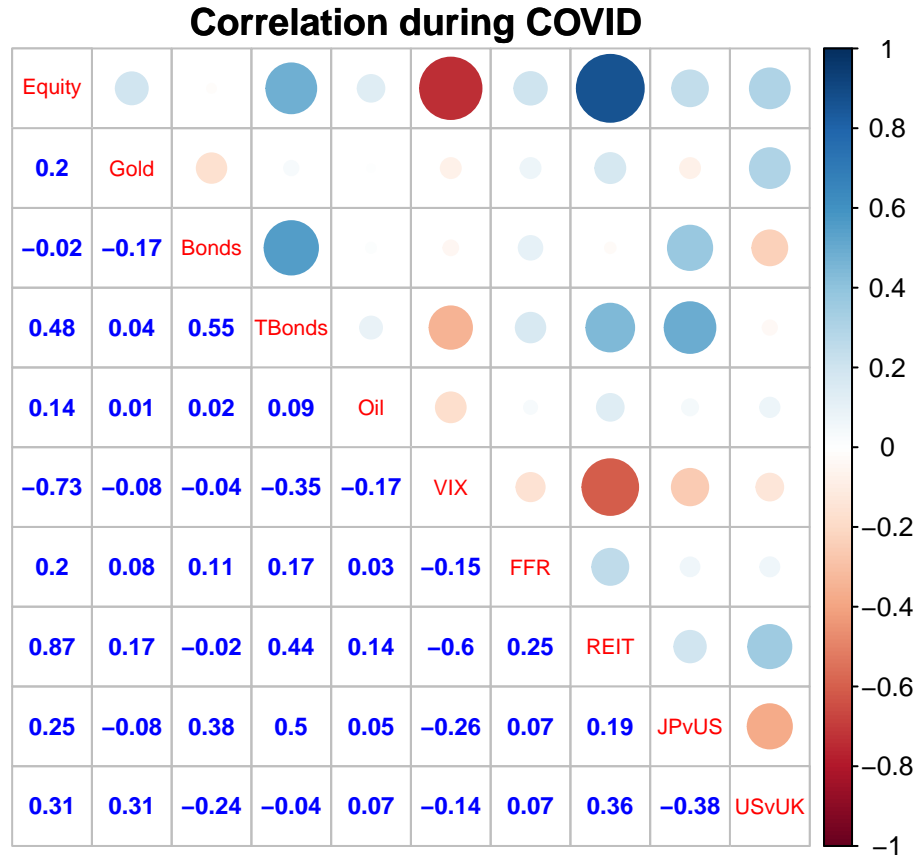 Correlation during COVID
Equity
0.2 Gold
−0.02 −0.17 Bonds
0.48 0.04 0.55 TBonds
0.14 0.01 0.02 0.09 Oil
−0.73 −0.08 −0.04 −0.35 −0.17 VIX
0.2 0.08 0.11 0.17 0.03 −0.15 FFR
0.87 0.17 −0.02 0.44 0.14 −0.6 0.25 REIT
0.25 −0.08 0.38 0.5 0.05 −0.26 0.07 0.19 JPvUS
0.31 0.31 −0.24 −0.04 0.07 −0.14 0.07 0.36 −0.38 USvUK
1
0.8
0.6
0.4
0.2
0
−0.2
−0.4
−0.6
−0.8
−1